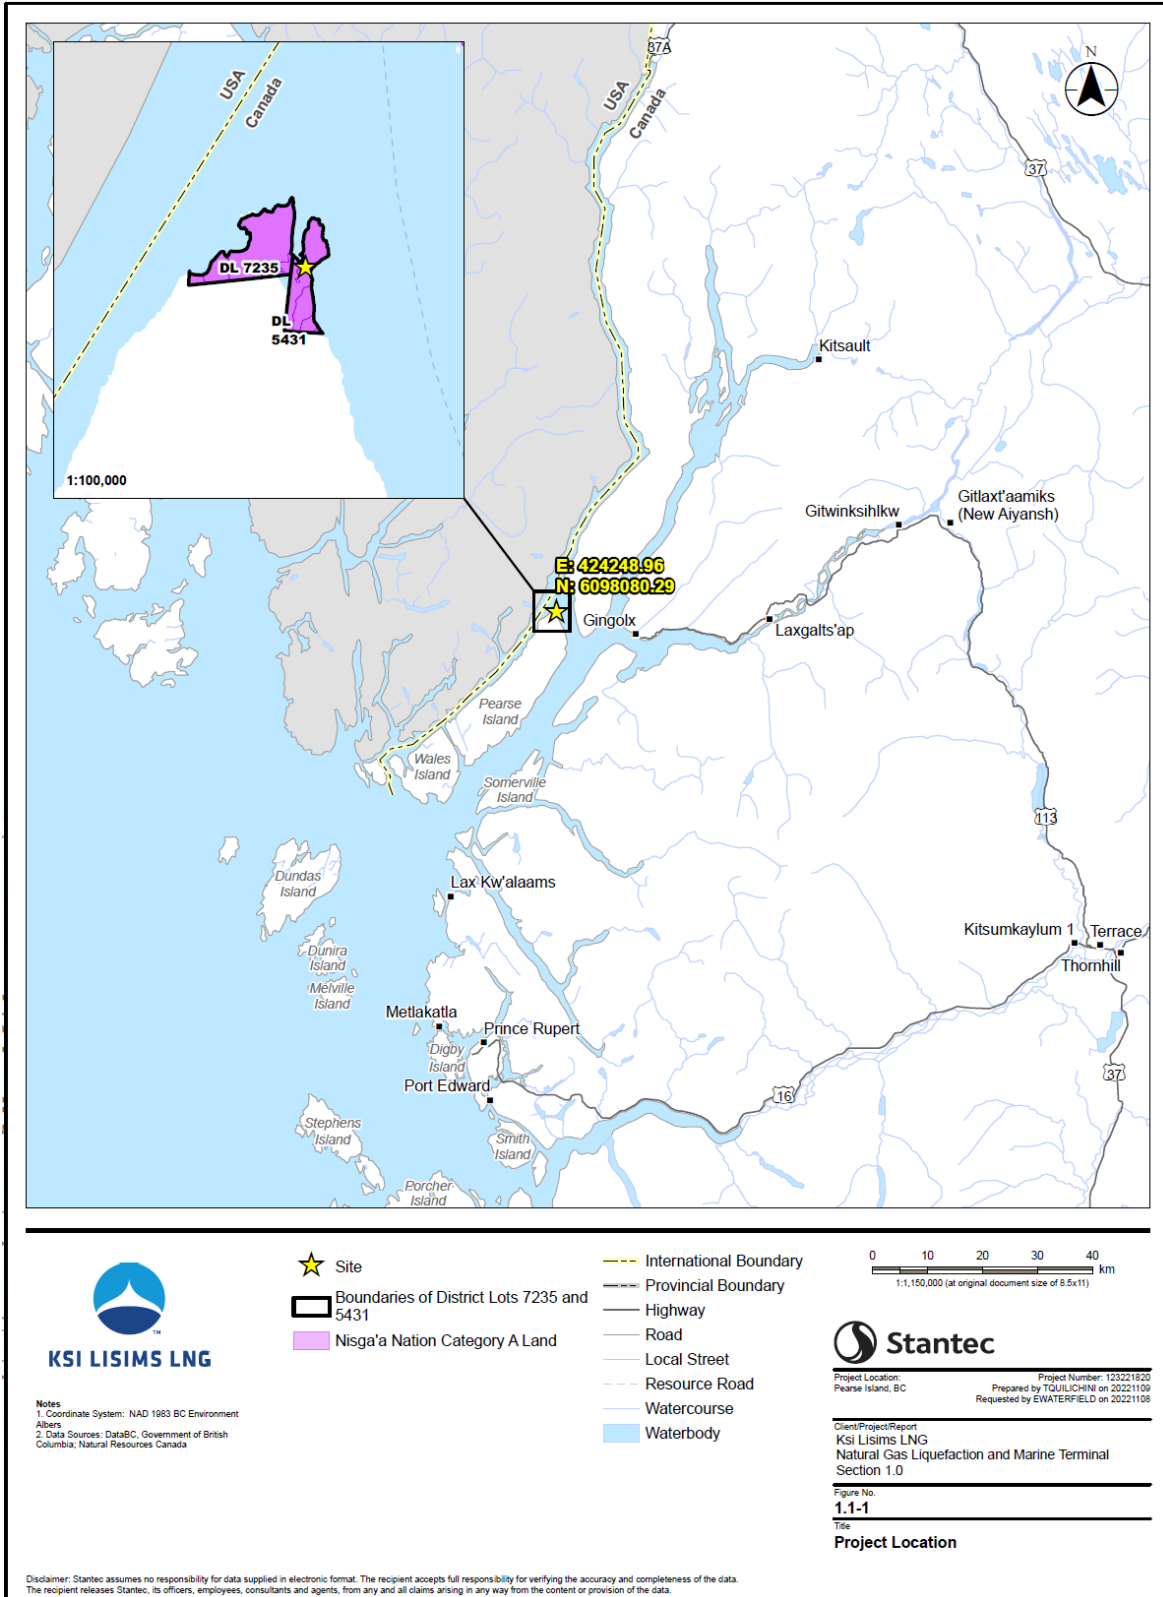 37A
N
USA
Canada
USA
Canada
37
DL 7235
DL
5431
Kitsault
1:100,000
Gitlaxt'aamiks
(New Aiyansh)
Gitwinksihlkw
E: 424248.96
N: 6098080.29
Gingolx
Laxgalts'ap
Pearse
Island
Wales
Island
Somerville
Island
113
Dundas
Island
Lax Kw'alaams
Kitsumkaylum 1
Terrace
Thornhill
Dunira
Island
Melville
Island
Metlakatla
Prince Rupert
Digby
Island
Port Edward
37
16
Stephens
Island
Smith
Island
Porcher
Island
KSI LISIMS LNG
TM
Site
Boundaries of District Lots 7235 and
5431
Nisga'a Nation Category A Land
International Boundary
Provincial Boundary
Highway
Road
Local Street
Resource Road
Watercourse
Waterbody
0 10 20 30 40
km
1:1,150,000 (at original document size of 8.5x11)
Stantec
Project Location:
Pearse Island, BC
Project Number: 123221820
Prepared by TQUILICHINI on 20221109
Requested by EWATERFIELD on 20221108
Client/Project/Report
Ksi Lisims LNG
Natural Gas Liquefaction and Marine Terminal
Section 1.0
Figure No.
1.1-1
Title
Project Location
Notes
1. Coordinate System: NAD 1983 BC Environment
Albers
2. Data Sources: DataBC, Government of British
Columbia; Natural Resources Canada
Disclaimer: Stantec assumes no responsibility for data supplied in electronic format. The recipient accepts full responsibility for verifying the accuracy and completeness of the data.
The recipient releases Stantec, its officers, employees, consultants and agents, from any and all claims arising in any way from the content or provision of the data.